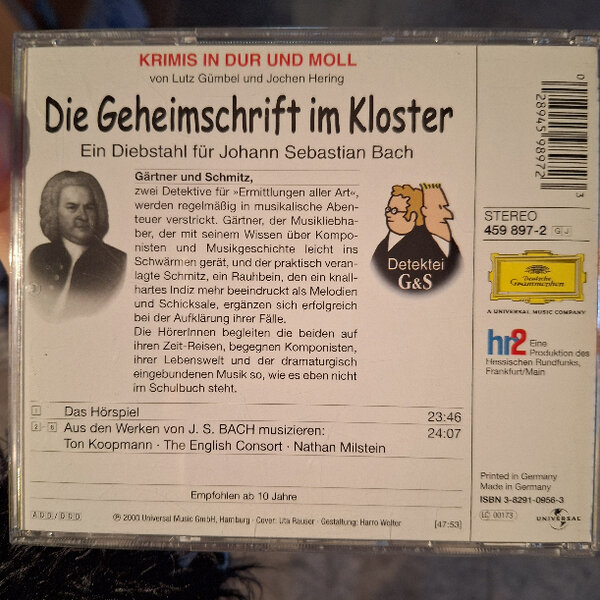 KRIMIS IN DUR UND MOLL
von Lutz Gümbel und Jochen Hering
Die Geheimschrift im Kloster
Ein Diebstahl für Johann Sebastian Bach
Gärtner und Schmitz,
zwei Detektive für »Ermittlungen aller Art«,
werden regelmäßig in musikalische Aben-
teuer verstrickt. Gärtner, der Musikliebha-
ber, der mit seinem Wissen über Kompo-
nisten und Musikgeschichte leicht ins
Schwärmen gerät, und der praktisch veran-
lagte Schmitz, ein Rauhbein, den ein knall-
hartes Indiz mehr beeindruckt als Melodien
und Schicksale, ergänzen sich erfolgreich
bei der Aufklärung ihrer Fälle.
Die HörerInnen begleiten die beiden auf
ihren Zeit-Reisen, begegnen Komponisten,
ihrer Lebenswelt und der dramaturgisch
eingebundenen Musik so, wie es eben nicht
im Schulbuch steht.
Detektei
G&S
1 Das Hörspiel 23:46
2 - 6 Aus den Werken von J. S. BACH musizieren: 24:07
Ton Koopmann · The English Consort · Nathan Milstein
Empfohlen ab 10 Jahre
ADD/DDD
℗ 2000 Universal Music GmbH, Hamburg · Cover: Uta Rauser · Gestaltung: Harro Wolter
[47:53]
0 28945 98972 3
STEREO
459 897-2 GJ
Deutsche
Grammophon
A UNIVERSAL MUSIC COMPANY
hr2 Eine
Produktion des
Hessischen Rundfunks,
Frankfurt/Main
Printed in Germany
Made in Germany
ISBN 3-8291-0956-3
LC 00173
UNIVERSAL